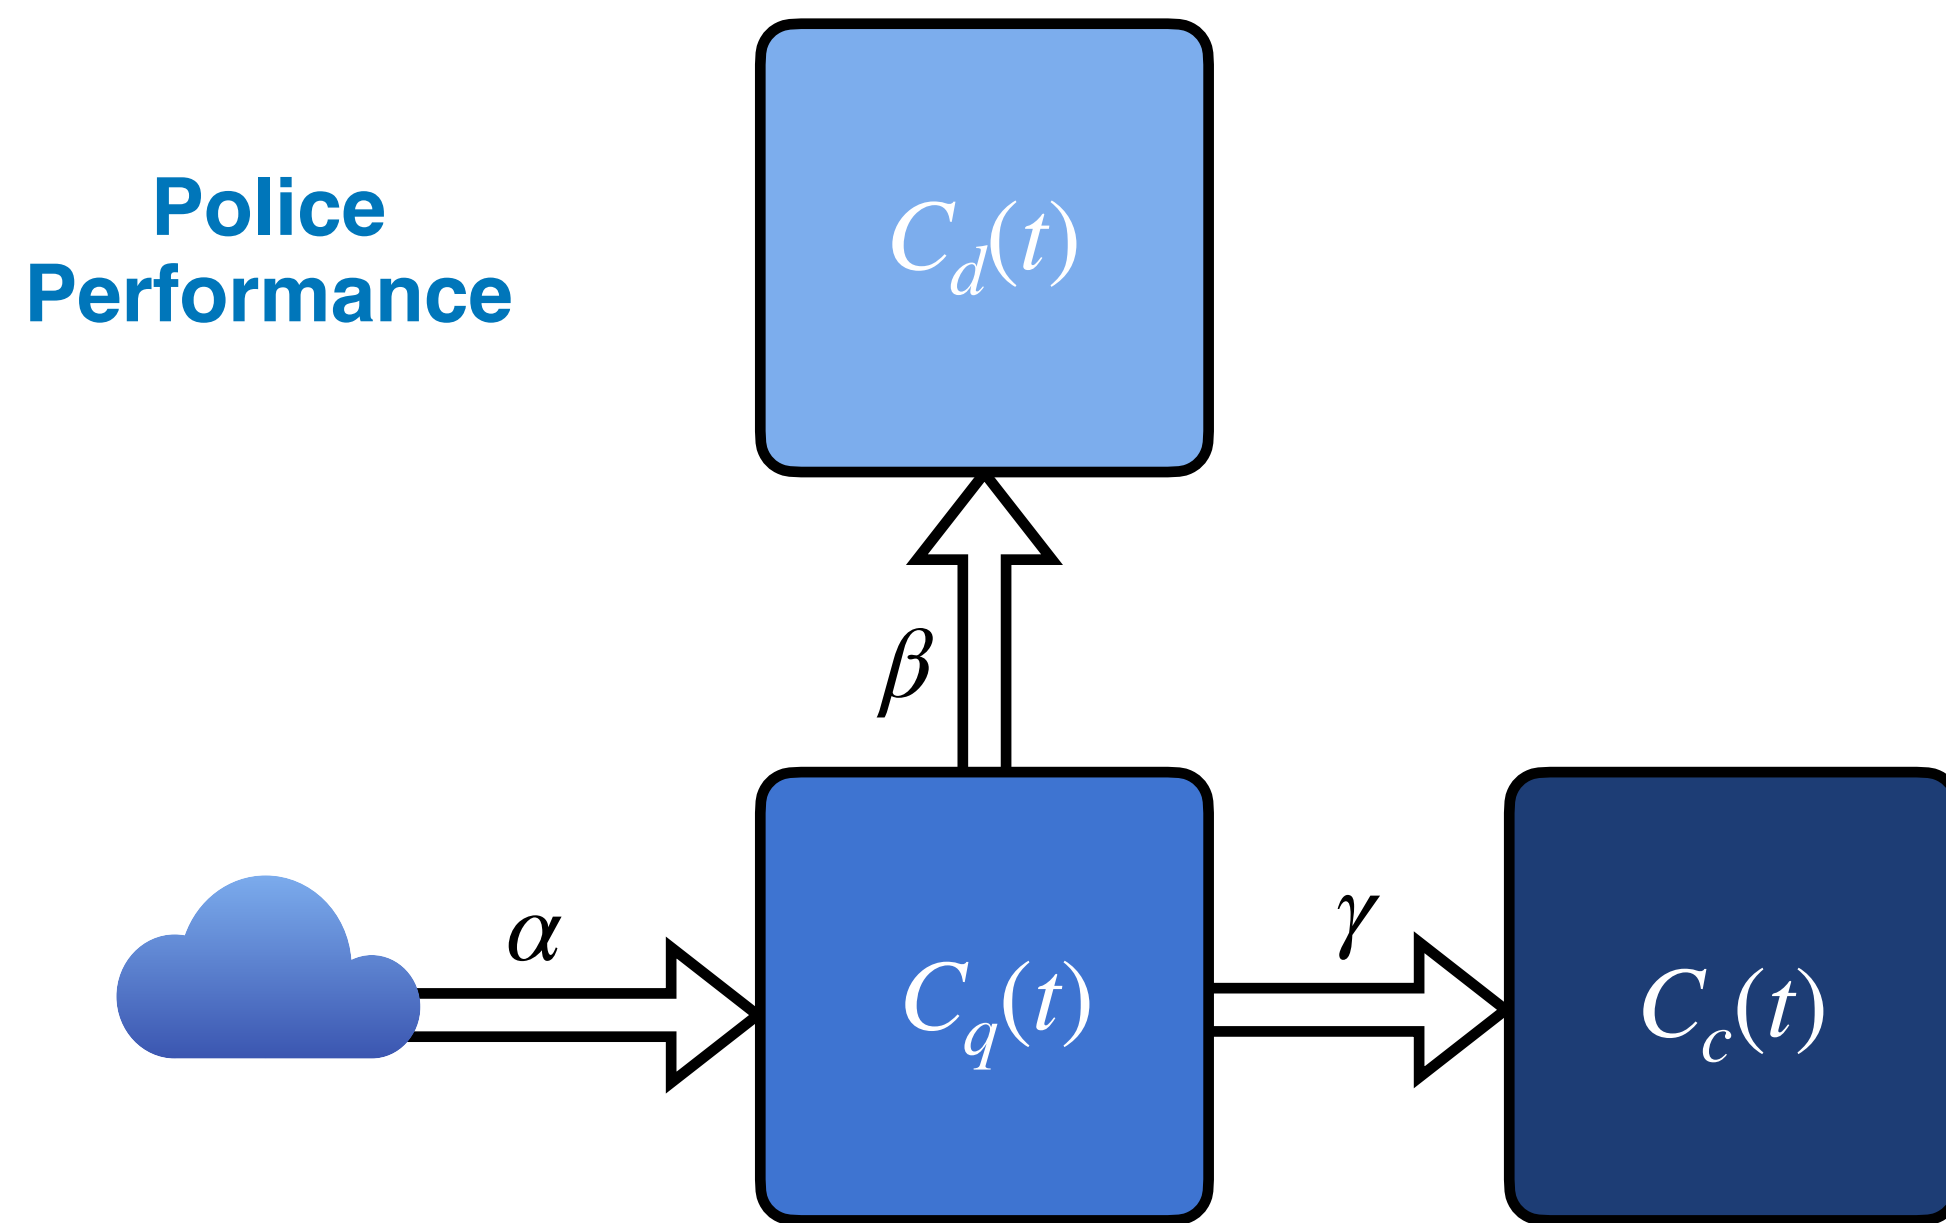 Police
Performance
C_d(t)
β
α
γ
C_q(t)
C_c(t)